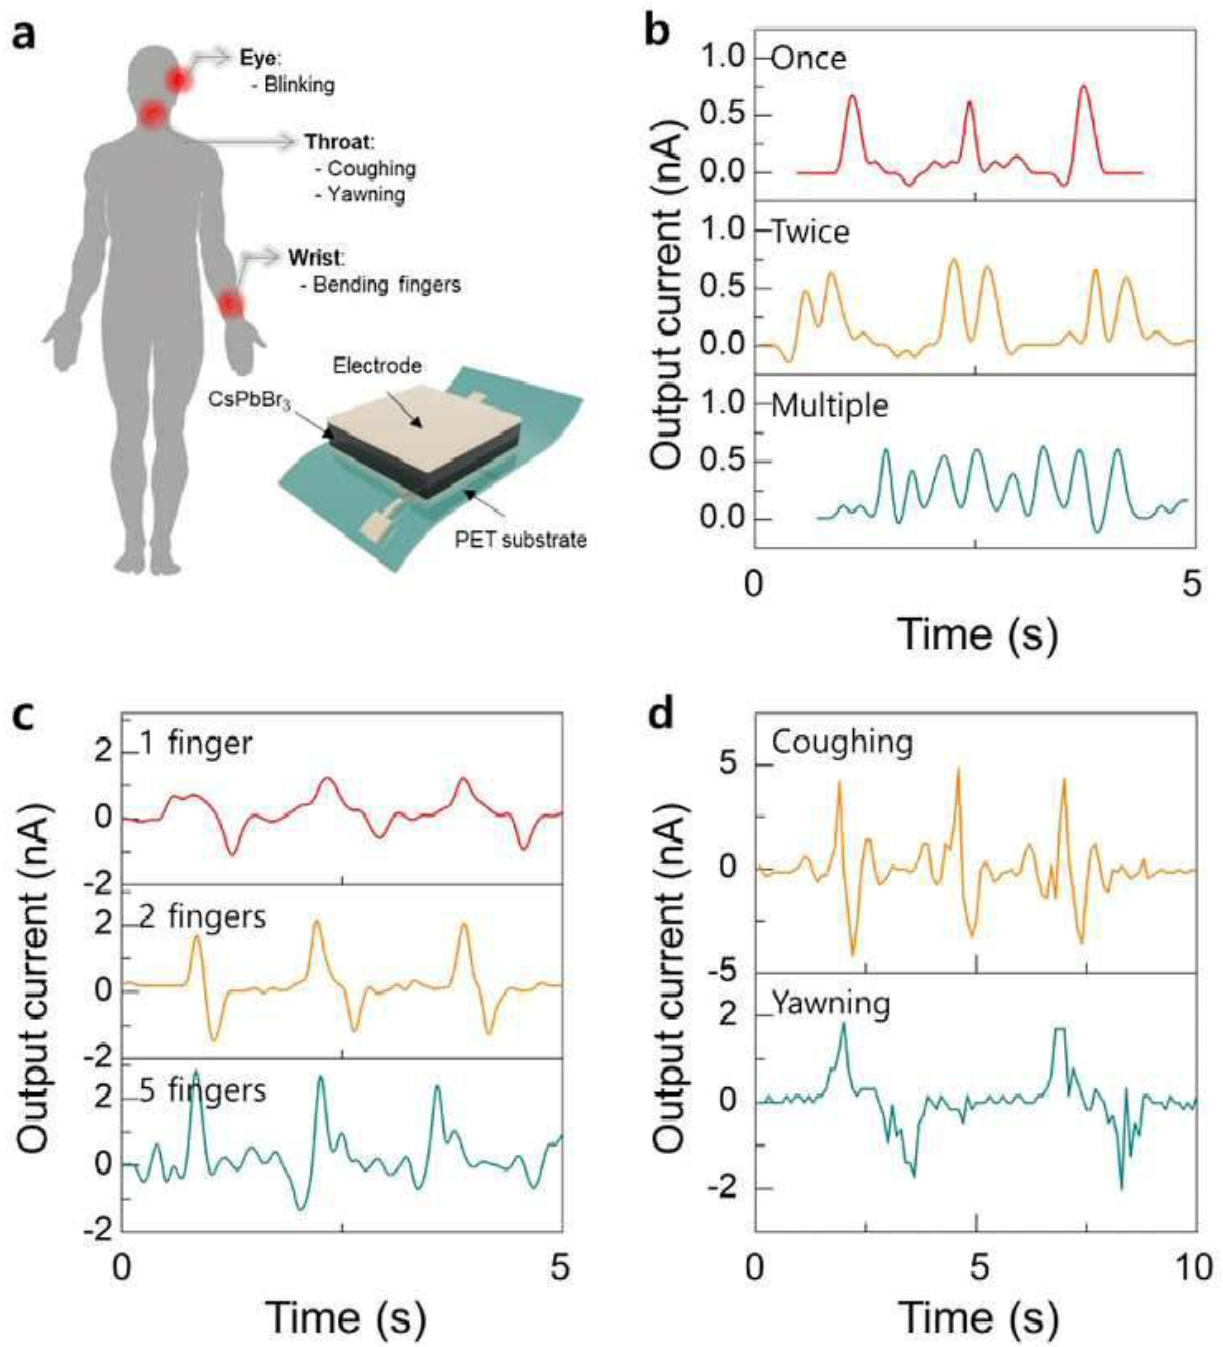 a
Eye:
- Blinking
Throat:
- Coughing
- Yawning
Wrist:
- Bending fingers
Electrode
CsPbBr₃
PET substrate
b
Output current (nA)
1.0
Once
0.5
0.0
1.0
Twice
0.5
0.0
1.0
Multiple
0.5
0.0
0
5
Time (s)
c
Output current (nA)
2
1 finger
0
-2
2
2 fingers
0
-2
2
5 fingers
0
-2
0
5
Time (s)
d
Output current (nA)
Coughing
5
0
-5
Yawning
2
0
-2
0
5
10
Time (s)